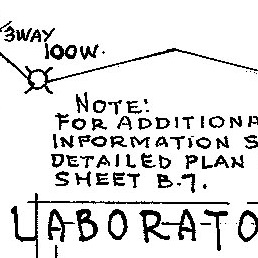 3WAY
100W.
NOTE:
FOR ADDITIONA
INFORMATION S
DETAILED PLAN
SHEET B.7.
LABORATO